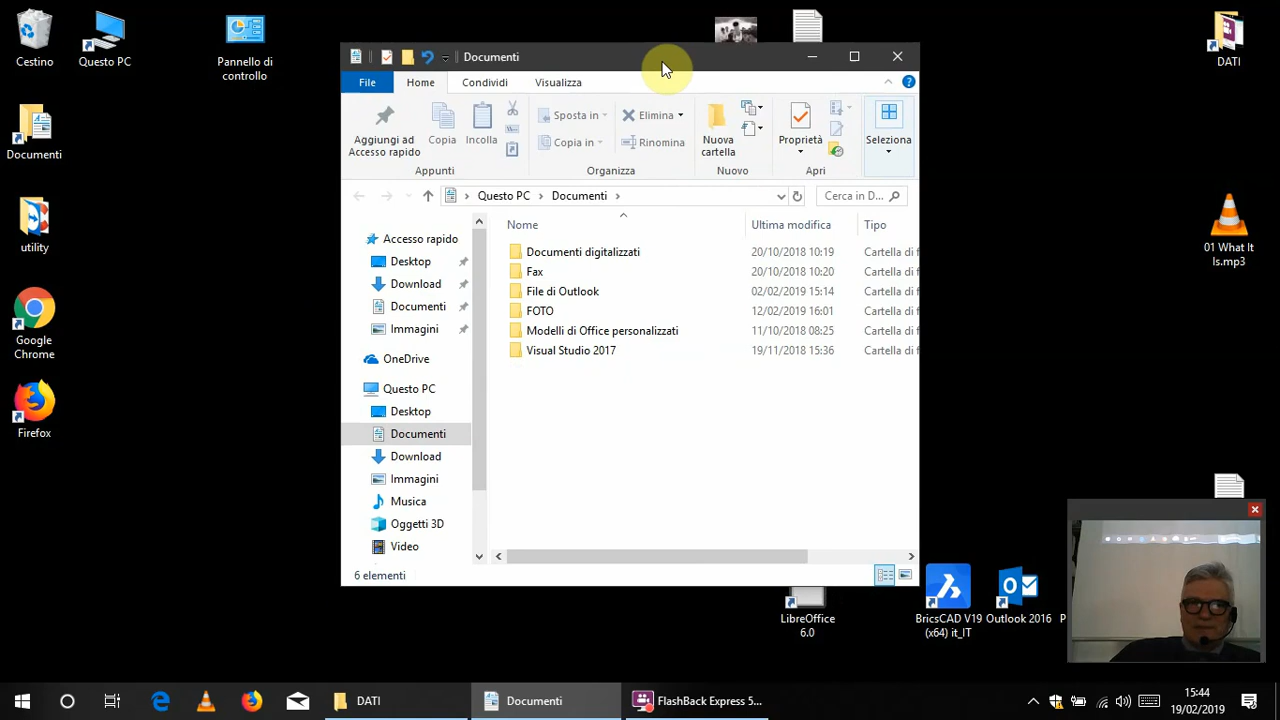 Cestino
Questo PC
Pannello di
controllo
DATI
Documenti
utility
Google
Chrome
Firefox
01 What It
Is.mp3
LibreOffice
6.0
BricsCAD V19
(x64) it_IT
Outlook 2016
P
Documenti
File
Home
Condividi
Visualizza
Aggiungi ad
Accesso rapido
Copia
Incolla
Appunti
Sposta in
Copia in
Elimina
Rinomina
Organizza
Nuova
cartella
Nuovo
Proprietà
Apri
Seleziona
Questo PC > Documenti >
Cerca in D...
Accesso rapido
Desktop
Download
Documenti
Immagini
OneDrive
Questo PC
Desktop
Documenti
Download
Immagini
Musica
Oggetti 3D
Video
Nome Ultima modifica Tipo
Documenti digitalizzati 20/10/2018 10:19 Cartella di f
Fax 20/10/2018 10:20 Cartella di f
File di Outlook 02/02/2019 15:14 Cartella di f
FOTO 12/02/2019 16:01 Cartella di f
Modelli di Office personalizzati 11/10/2018 08:25 Cartella di f
Visual Studio 2017 19/11/2018 15:36 Cartella di f
6 elementi
DATI
Documenti
FlashBack Express 5...
15:44
19/02/2019